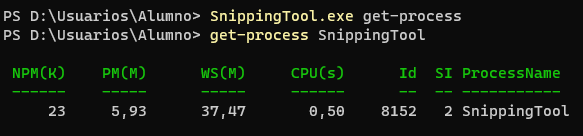 PS D:\Usuarios\Alumno> SnippingTool.exe get-process
PS D:\Usuarios\Alumno> get-process SnippingTool
NPM(K) PM(M) WS(M) CPU(s) Id SI ProcessName
------ ----- ----- ------ -- -- -----------
23 5,93 37,47 0,50 8152 2 SnippingTool